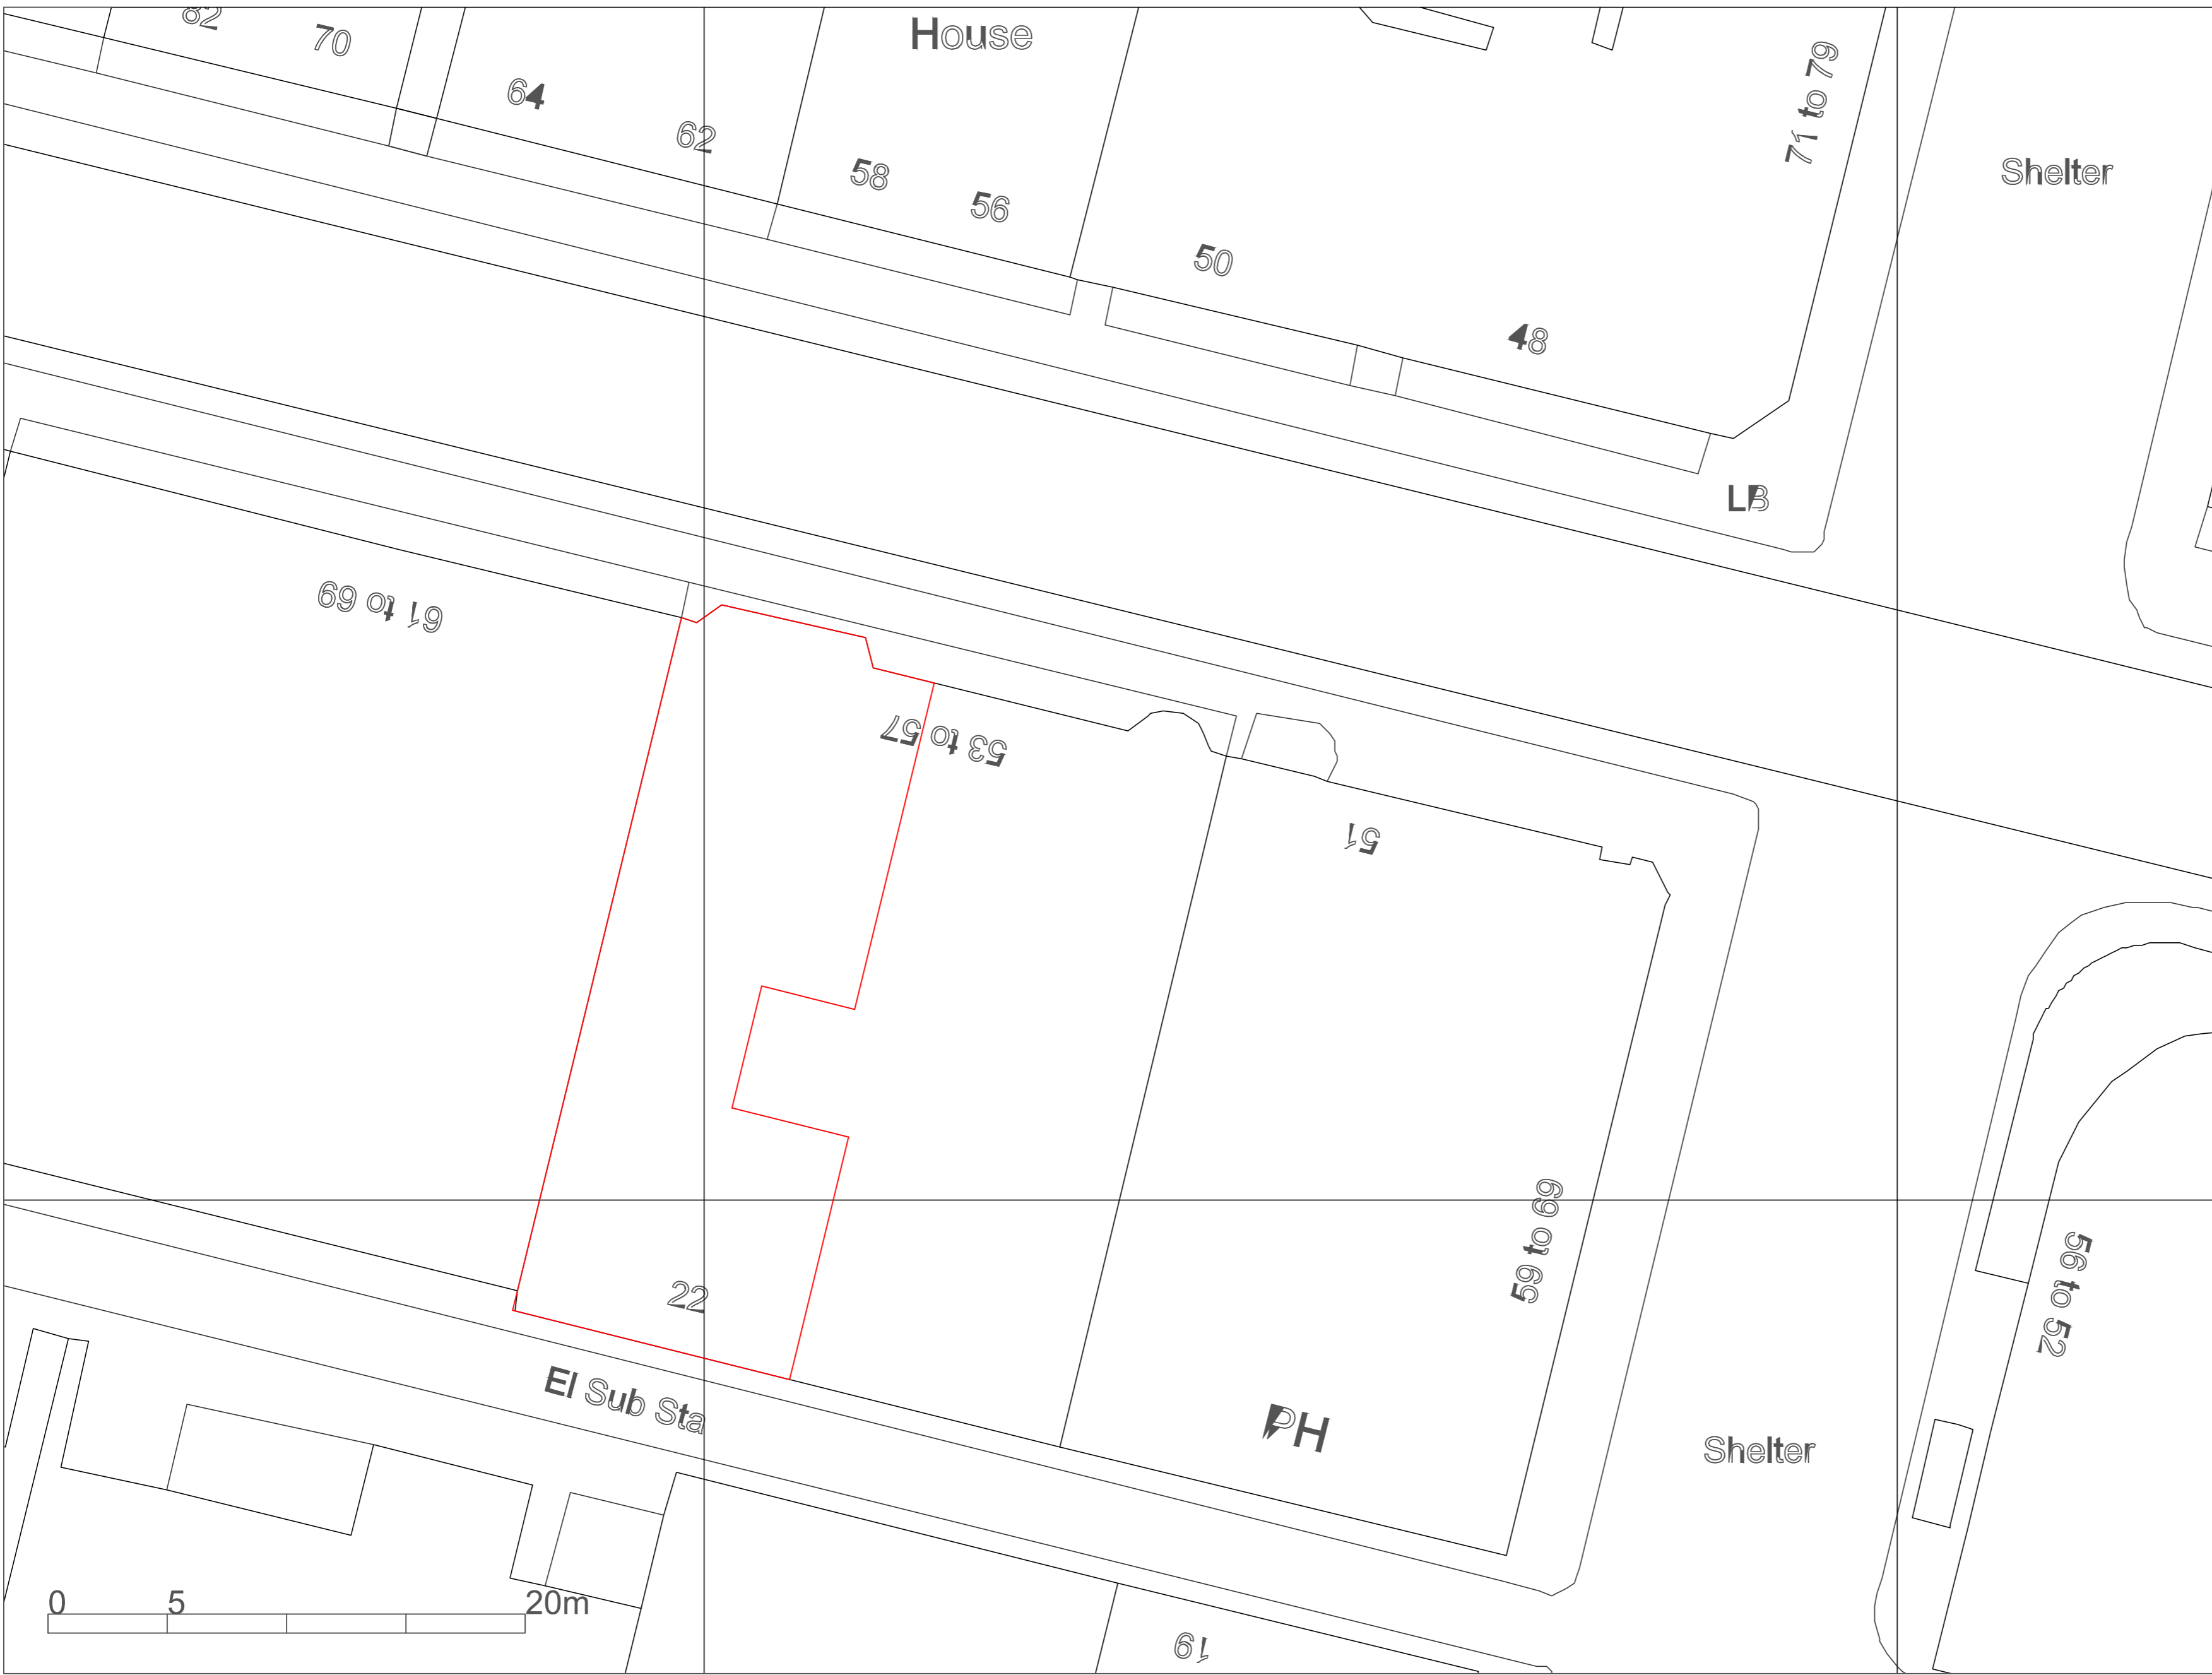 82
70
House
64
62
58
56
50
48
71 to 79
Shelter
LB
61 to 69
53 to 57
51
59 to 69
56 to 52
22
El Sub Sta
PH
Shelter
0 5 20m
19